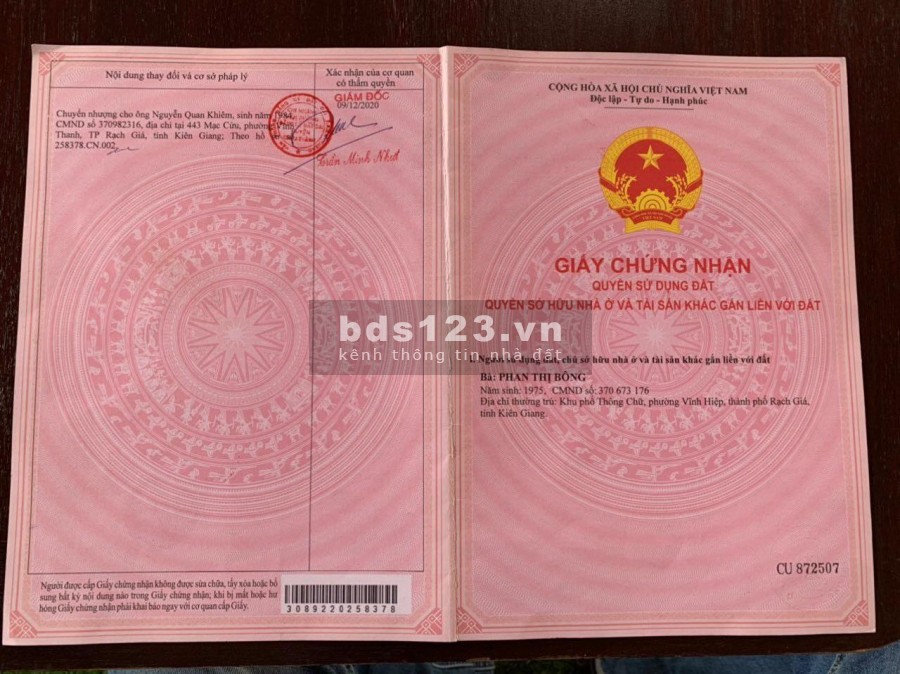 Nội dung thay đổi và cơ sở pháp lý
Xác nhận của cơ quan
có thẩm quyền
Chuyển nhượng cho ông Nguyễn Quan Khiêm, sinh năm 1984,
CMND số 370982316, địa chỉ tại 443 Mạc Cửu, phường Vĩnh
Thanh, TP Rạch Giá, tỉnh Kiên Giang; Theo hồ
258378.CN.002
GIÁM ĐỐC
09/12/2020
Trần Minh Nhựt
Người được cấp Giấy chứng nhận không được sửa chữa, tẩy xóa hoặc bổ
sung bất kỳ nội dung nào trong Giấy chứng nhận; khi bị mất hoặc hư
hỏng Giấy chứng nhận phải khai báo ngay với cơ quan cấp Giấy.
3089220258378
CỘNG HÒA XÃ HỘI CHỦ NGHĨA VIỆT NAM
Độc lập - Tự do - Hạnh phúc
GIẤY CHỨNG NHẬN
QUYỀN SỬ DỤNG ĐẤT
QUYỀN SỞ HỮU NHÀ Ở VÀ TÀI SẢN KHÁC GẮN LIỀN VỚI ĐẤT
bds123.vn
kênh thông tin nhà đất
I. Người sử dụng đất, chủ sở hữu nhà ở và tài sản khác gắn liền với đất
Bà: PHAN THỊ BÔNG
Năm sinh: 1975, CMND số: 370 673 176
Địa chỉ thường trú: Khu phố Thông Chữ, phường Vĩnh Hiệp, thành phố Rạch Giá,
tỉnh Kiên Giang.
CU 872507